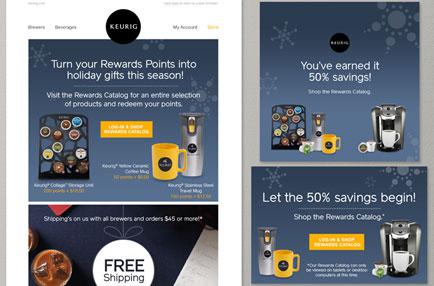 KEURIG
Brewers
Beverages
My Account
Store
Turn your Rewards Points into
holiday gifts this season!
Visit the Rewards Catalog for an entire selection
of products and redeem your points.
LOG-IN & SHOP
REWARDS CATALOG
Keurig® Yellow Ceramic
Coffee Mug
50 points + $5.00
Keurig® Collage™ Storage Unit
Keurig® Stainless Steel
Travel Mug
Shipping's on us with all brewers and orders $45 or more!*
FREE
Shipping
KEURIG
You've earned it
50% savings!
Shop the Rewards Catalog.
Let the 50% savings begin!
Shop the Rewards Catalog.*
LOG-IN & SHOP
REWARDS CATALOG
*Our Rewards Catalog can only
be viewed on tablets or desktop
computers at this time.